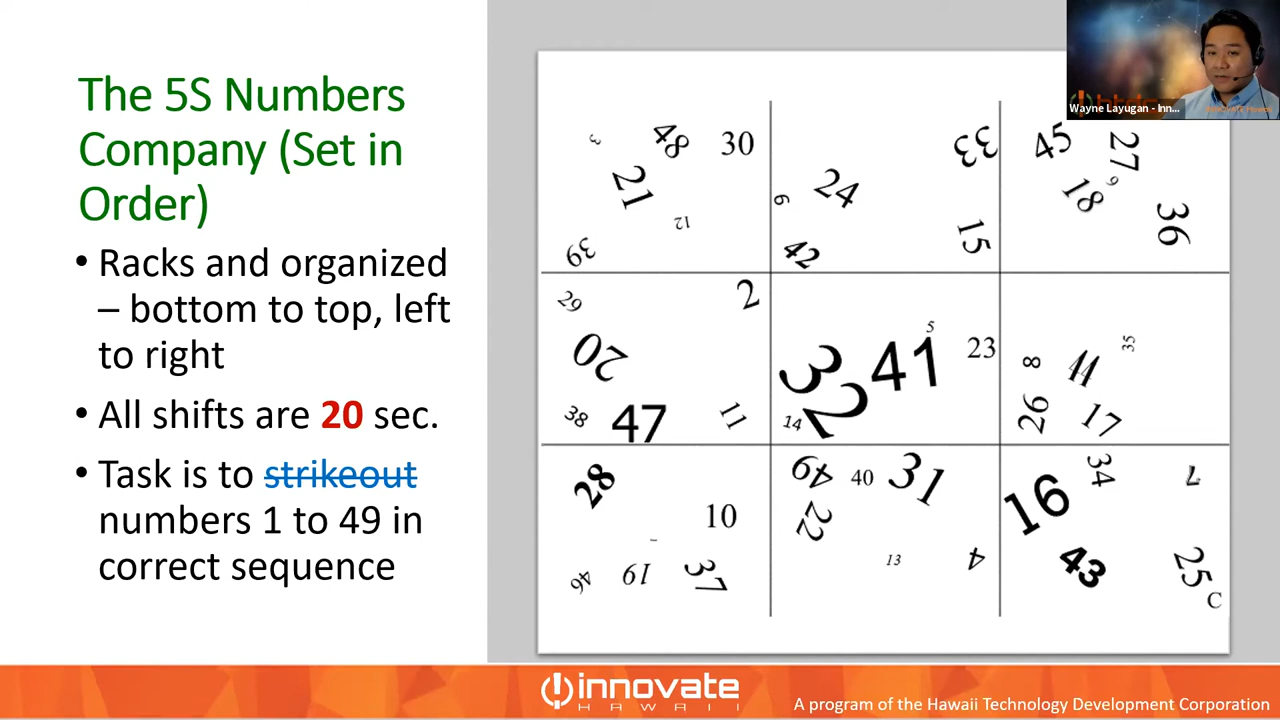 The 5S Numbers
Company (Set in
Order)
• Racks and organized
– bottom to top, left
to right
• All shifts are 20 sec.
• Task is to strikeout
numbers 1 to 49 in
correct sequence
3 48 30
21
12
39
33
24
6
15
42
45 27
9
18
36
29 2
20
38 47 11
5
32 41 23
14
35
8 44
26 17
28
10
1
46 19 37
49 40 31
22
13 4
34 7
16
43 25
C
Wayne Layugan - Inn...
innovate
HAWAII
A program of the Hawaii Technology Development Corporation